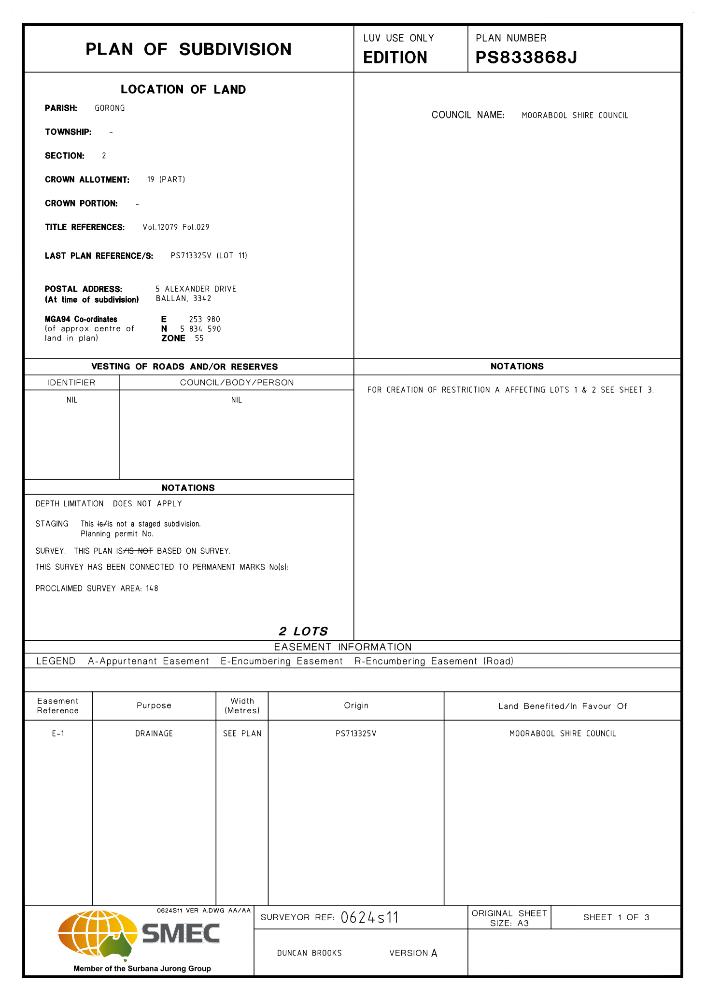 PLAN OF SUBDIVISION
LUV USE ONLY
EDITION
PLAN NUMBER
PS833868J
LOCATION OF LAND
PARISH: GORONG
TOWNSHIP: -
SECTION: 2
CROWN ALLOTMENT: 19 (PART)
CROWN PORTION: -
TITLE REFERENCES: Vol.12079 Fol.029
LAST PLAN REFERENCE/S: PS713325V (LOT 11)
POSTAL ADDRESS: 5 ALEXANDER DRIVE
(At time of subdivision) BALLAN, 3342
MGA94 Co-ordinates E 253 980
(of approx centre of N 5 834 590
land in plan) ZONE 55
COUNCIL NAME: MOORABOOL SHIRE COUNCIL
VESTING OF ROADS AND/OR RESERVES
IDENTIFIER COUNCIL/BODY/PERSON
NIL NIL
NOTATIONS
FOR CREATION OF RESTRICTION A AFFECTING LOTS 1 & 2 SEE SHEET 3.
NOTATIONS
DEPTH LIMITATION DOES NOT APPLY
STAGING This is/is not a staged subdivision.
Planning permit No.
SURVEY. THIS PLAN IS/IS NOT BASED ON SURVEY.
THIS SURVEY HAS BEEN CONNECTED TO PERMANENT MARKS No(s):
PROCLAIMED SURVEY AREA: 148
2 LOTS
EASEMENT INFORMATION
LEGEND A-Appurtenant Easement E-Encumbering Easement R-Encumbering Easement (Road)
Easement Reference Purpose Width (Metres) Origin Land Benefited/In Favour Of
E-1 DRAINAGE SEE PLAN PS713325V MOORABOOL SHIRE COUNCIL
0624S11 VER A.DWG AA/AA
SMEC
Member of the Surbana Jurong Group
SURVEYOR REF: 0624s11
ORIGINAL SHEET
SIZE: A3
SHEET 1 OF 3
DUNCAN BROOKS VERSION A